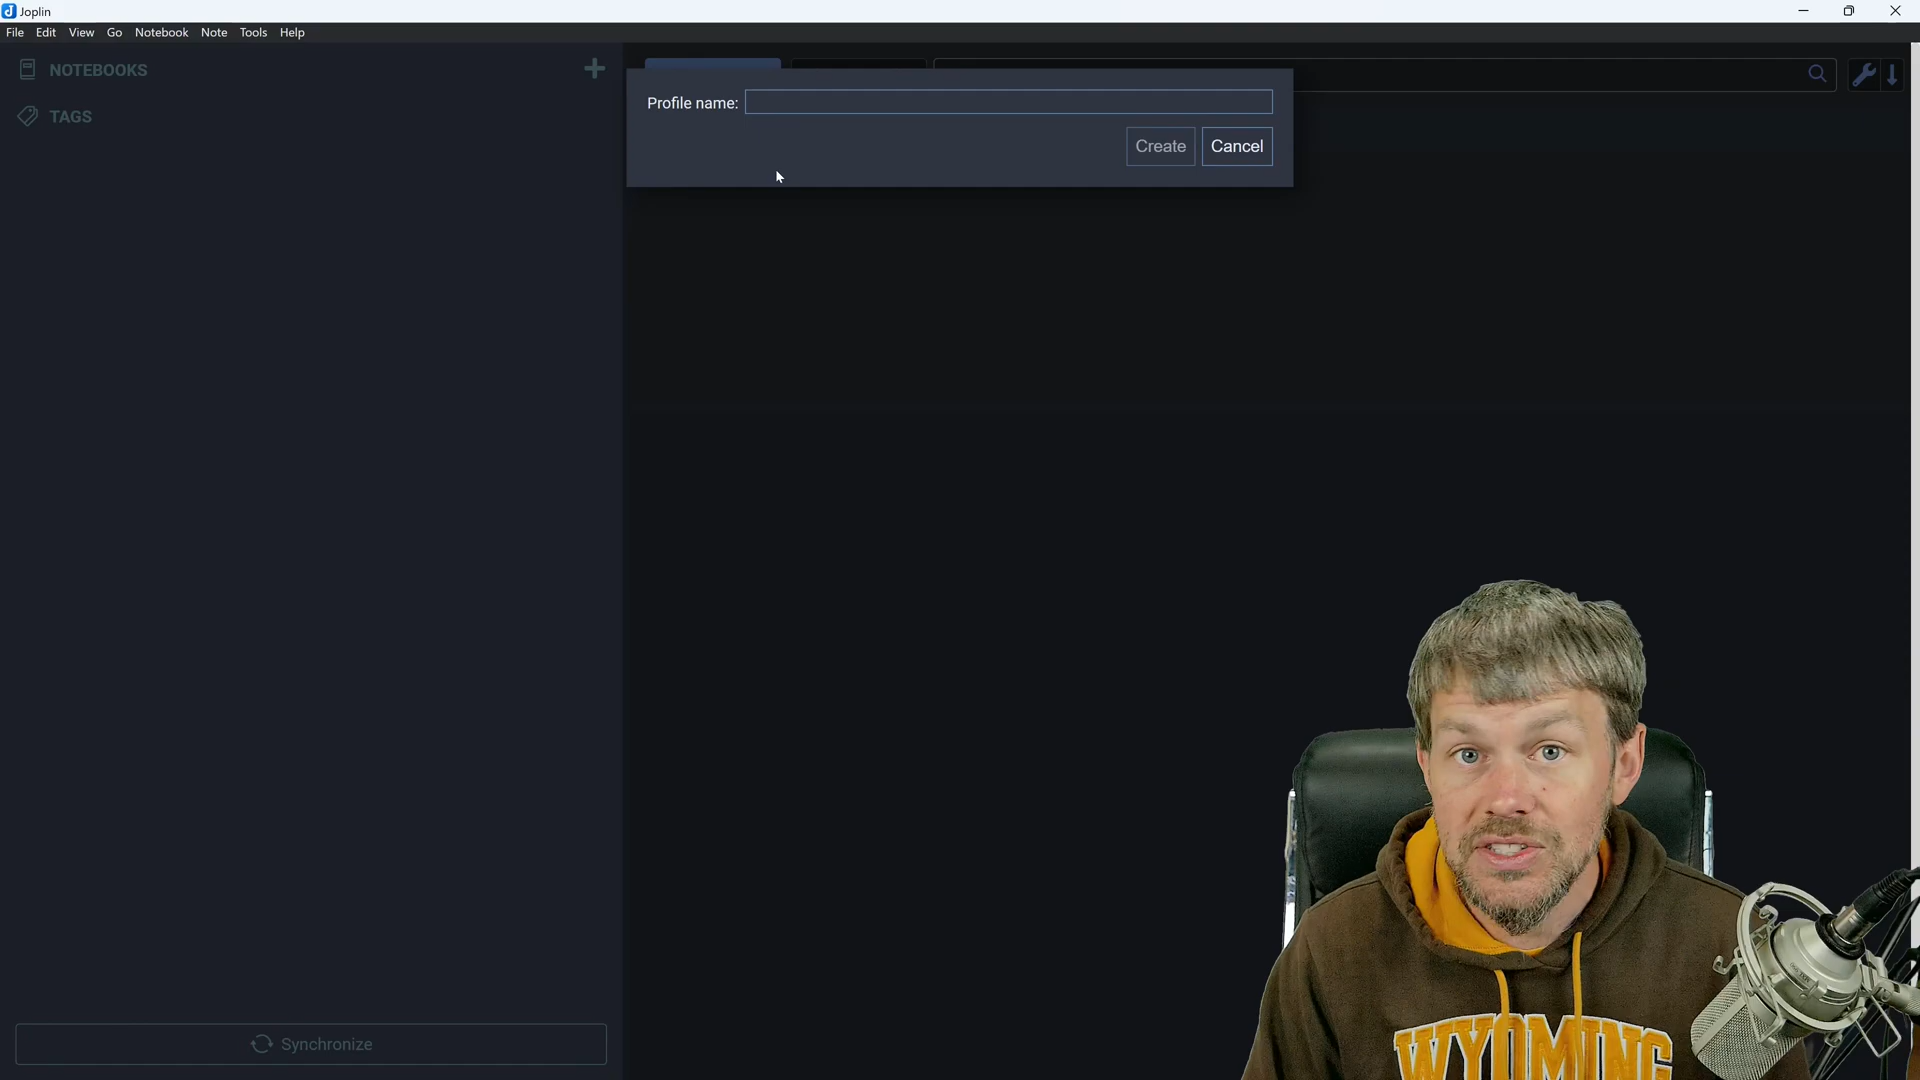 Joplin
File Edit View Go Notebook Note Tools Help
NOTEBOOKS
TAGS
Profile name:
Create Cancel
Synchronize
WYOMING